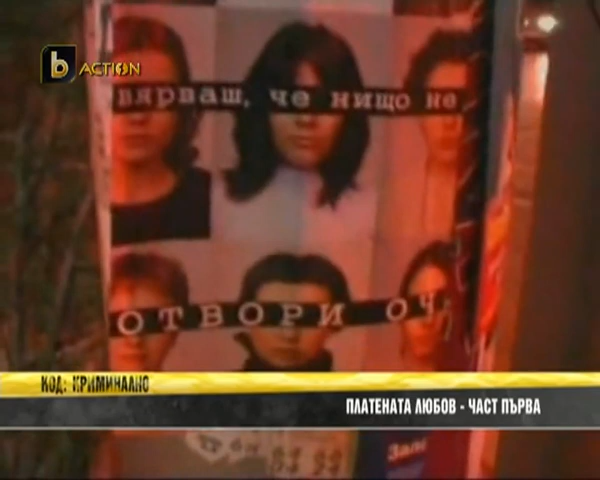 b ACTION
вярваш, че нищо не
ОТВОРИ ОЧ
КОД: КРИМИНАЛНО
ПЛАТЕНАТА ЛЮБОВ - ЧАСТ ПЪРВА